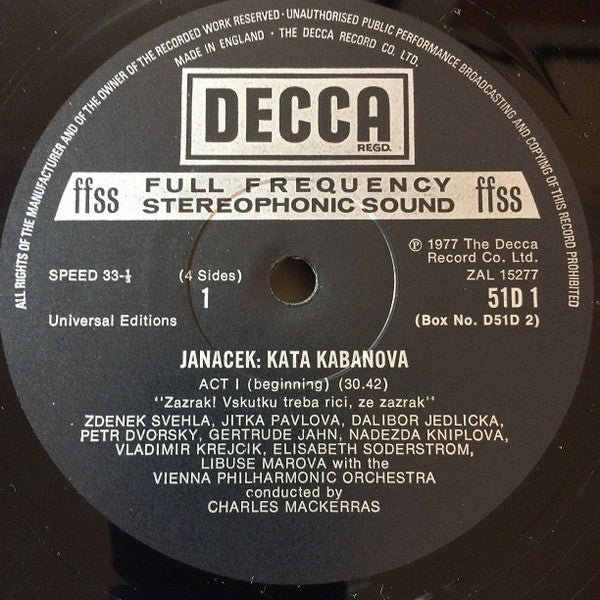 ALL RIGHTS OF THE MANUFACTURER AND OF THE OWNER OF THE RECORDED WORK RESERVED · UNAUTHORISED PUBLIC PERFORMANCE BROADCASTING AND COPYING OF THIS RECORD PROHIBITED
MADE IN ENGLAND · THE DECCA RECORD CO. LTD.
DECCA
REGD.
ffss FULL FREQUENCY STEREOPHONIC SOUND ffss
℗ 1977 The Decca
Record Co. Ltd.
SPEED 33-⅓ (4 Sides) ZAL 15277
1 51D 1
Universal Editions (Box No. D51D 2)
JANACEK: KATA KABANOVA
ACT I (beginning) (30.42)
"Zazrak! Vskutku treba rici, ze zazrak"
ZDENEK SVEHLA, JITKA PAVLOVA, DALIBOR JEDLICKA,
PETR DVORSKY, GERTRUDE JAHN, NADEZDA KNIPLOVA,
VLADIMIR KREJCIK, ELISABETH SODERSTROM,
LIBUSE MAROVA with the
VIENNA PHILHARMONIC ORCHESTRA
conducted by
CHARLES MACKERRAS